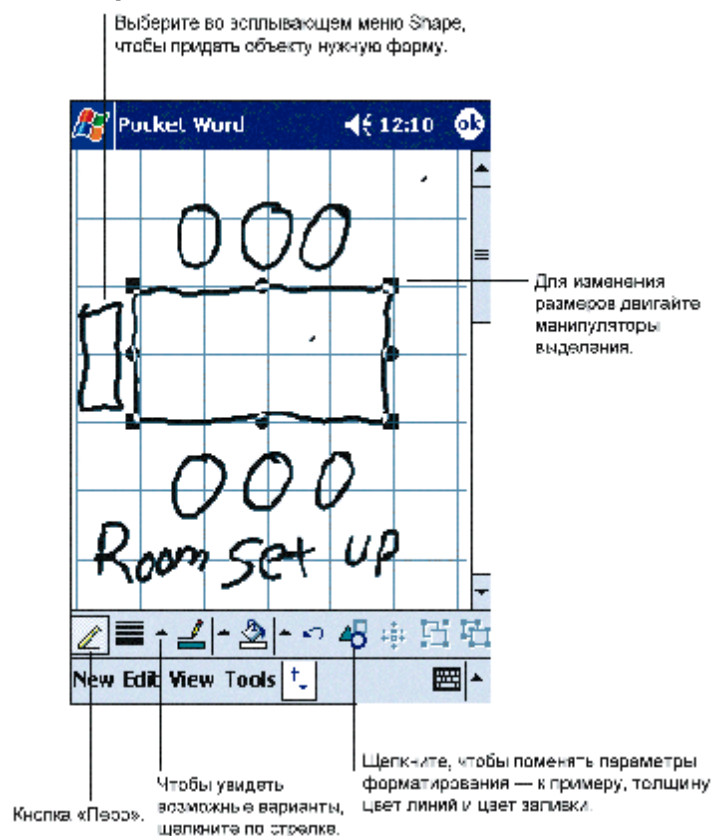 Выберите во всплывающем меню Shape,
чтобы придать объекту нужную форму.
Pocket Word 12:10 ok
Для изменения
размеров двигайте
манипуляторы
выделания.
Room Set up
New Edit View Tools
Щелкните, чтобы поменять параметры
форматирования — к примеру, толщину
цвет линий и цвет заливки.
Чтобы увидеть
возможные варианты,
щелкните по стрелке.
Кнопка «Перо».